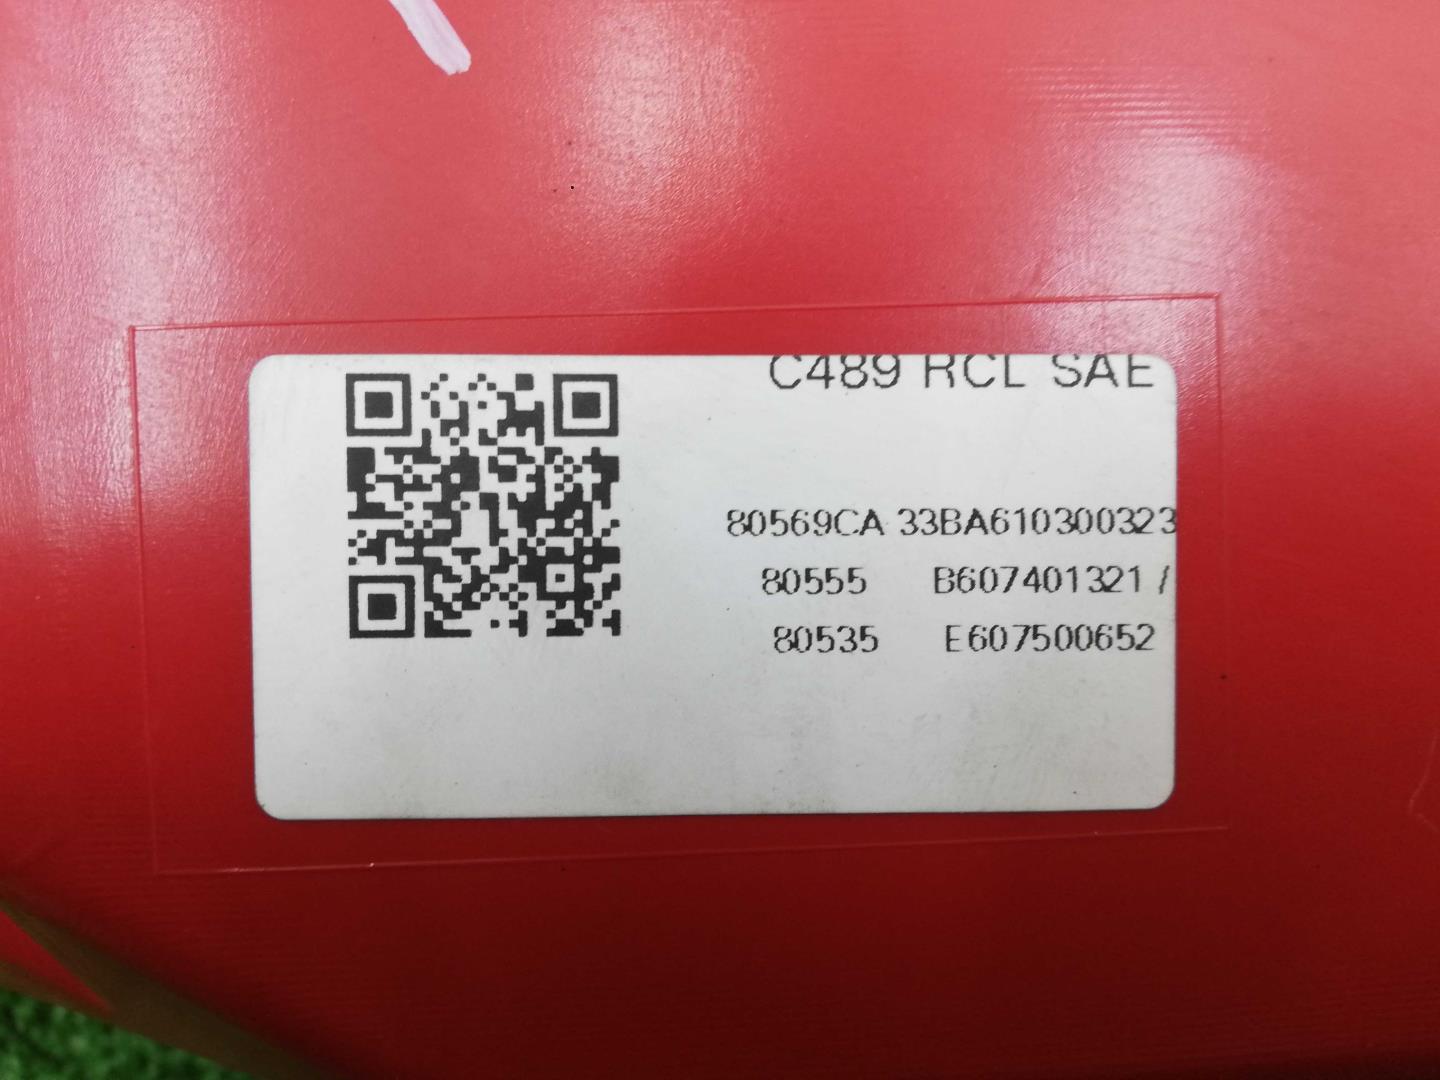 C489 RCL SAE
80569CA 33BA610300323
80555 B607401321 /
80535 E607500652